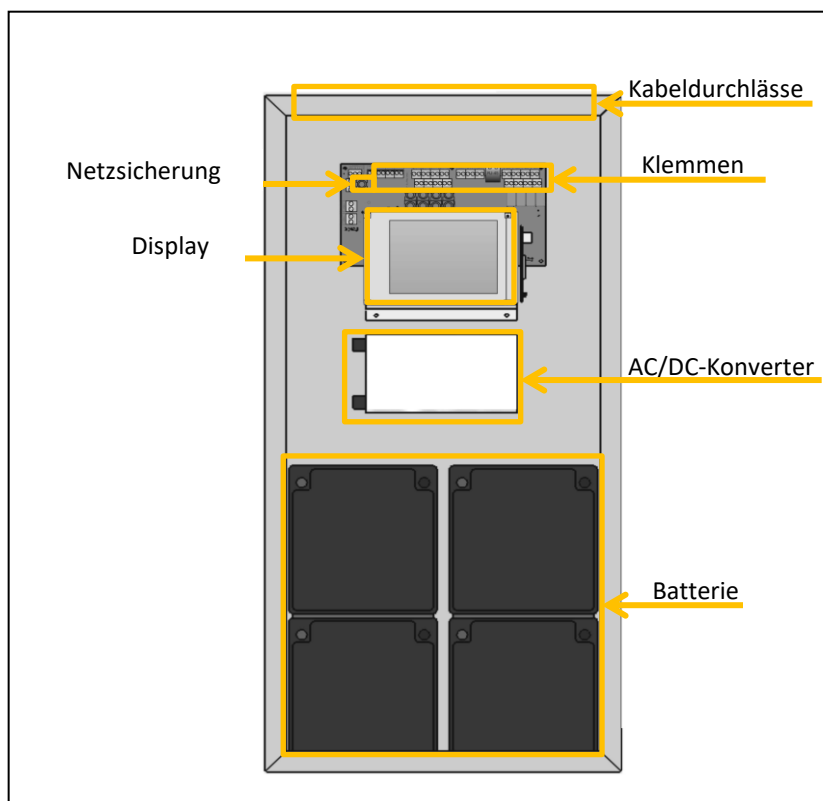 Kabeldurchlässe
Netzsicherung
Klemmen
Display
AC/DC-Konverter
Batterie